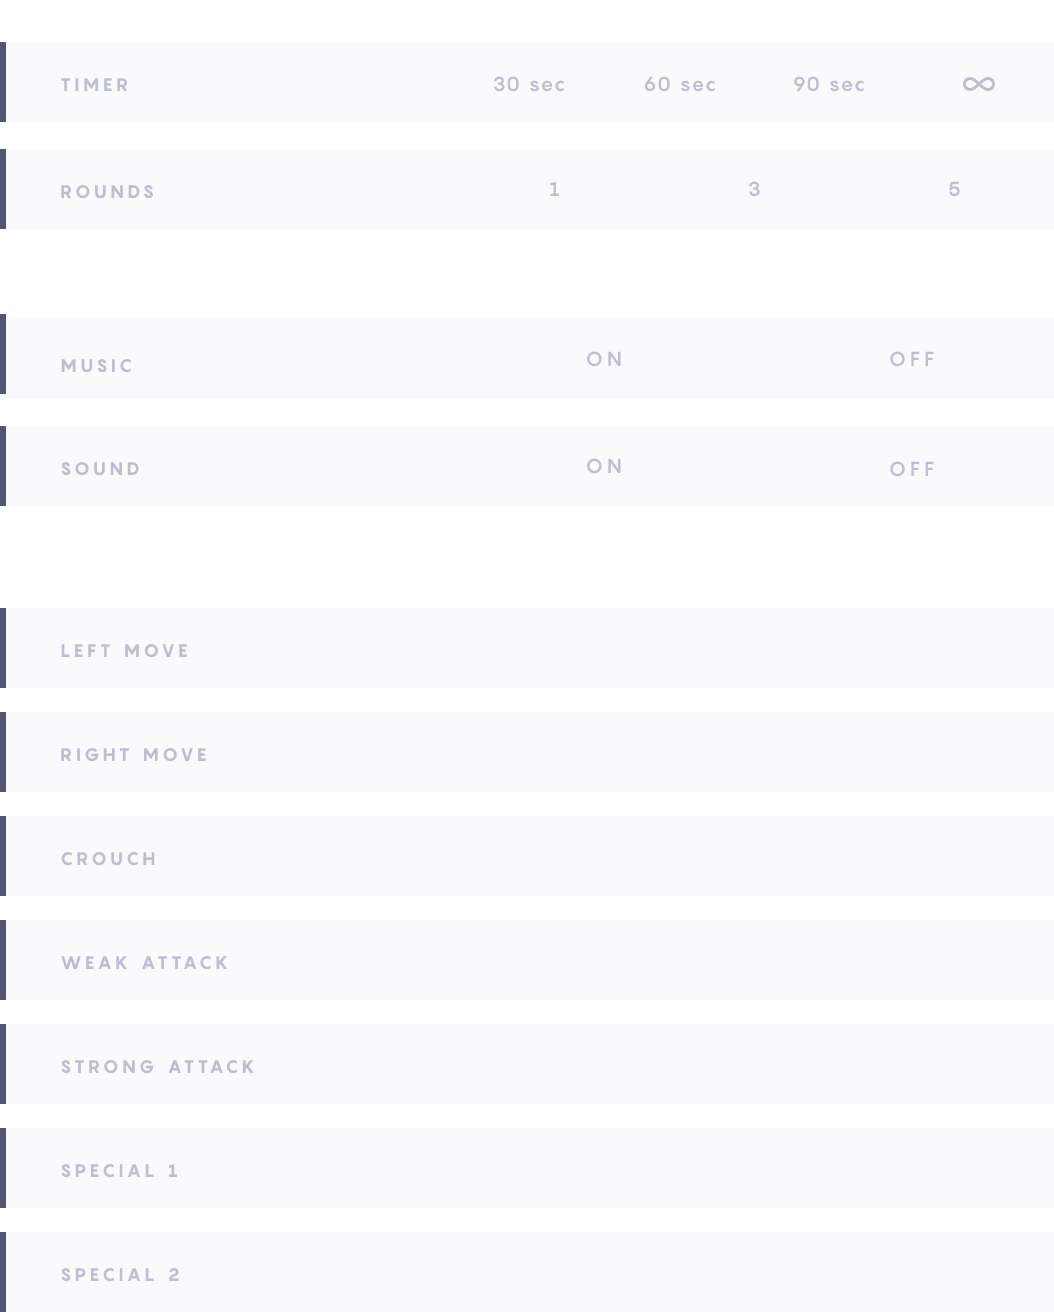 TIMER 30 sec 60 sec 90 sec ∞
ROUNDS 1 3 5
MUSIC ON OFF
SOUND ON OFF
LEFT MOVE
RIGHT MOVE
CROUCH
WEAK ATTACK
STRONG ATTACK
SPECIAL 1
SPECIAL 2